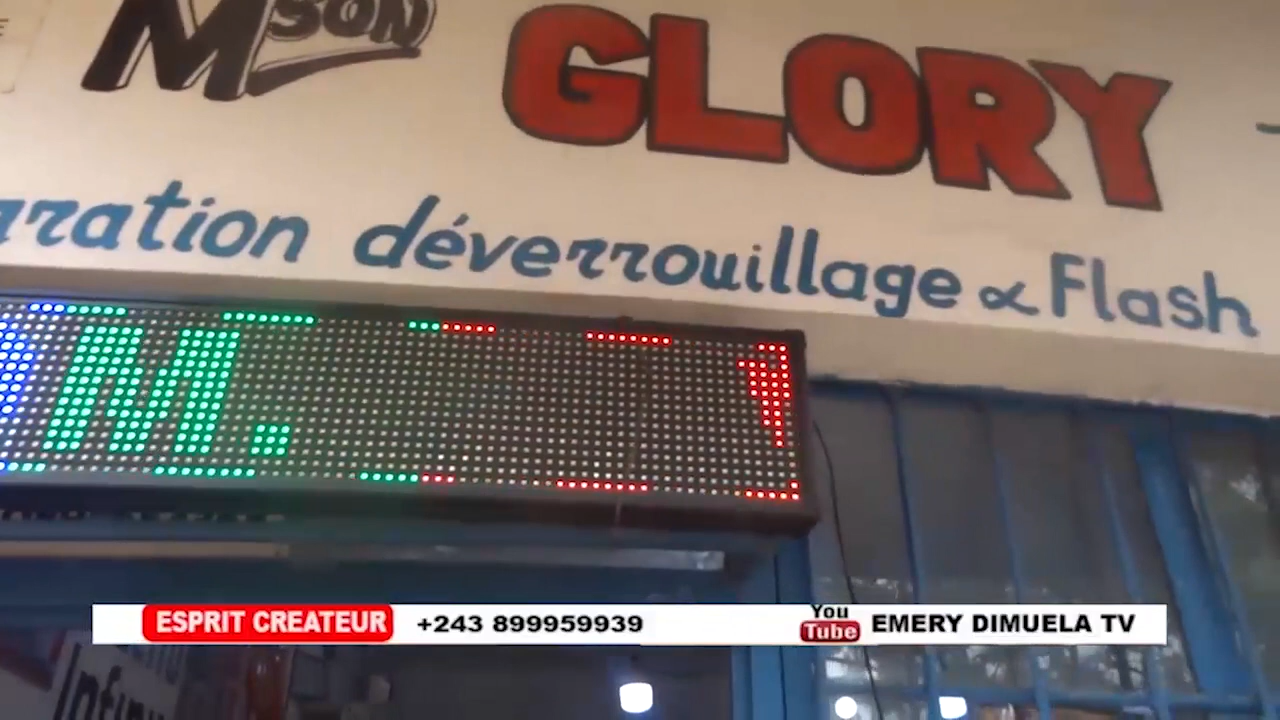 MSON GLORY
aration déverrouillage & Flash
M.
ESPRIT CREATEUR +243 899959939 You Tube EMERY DIMUELA TV